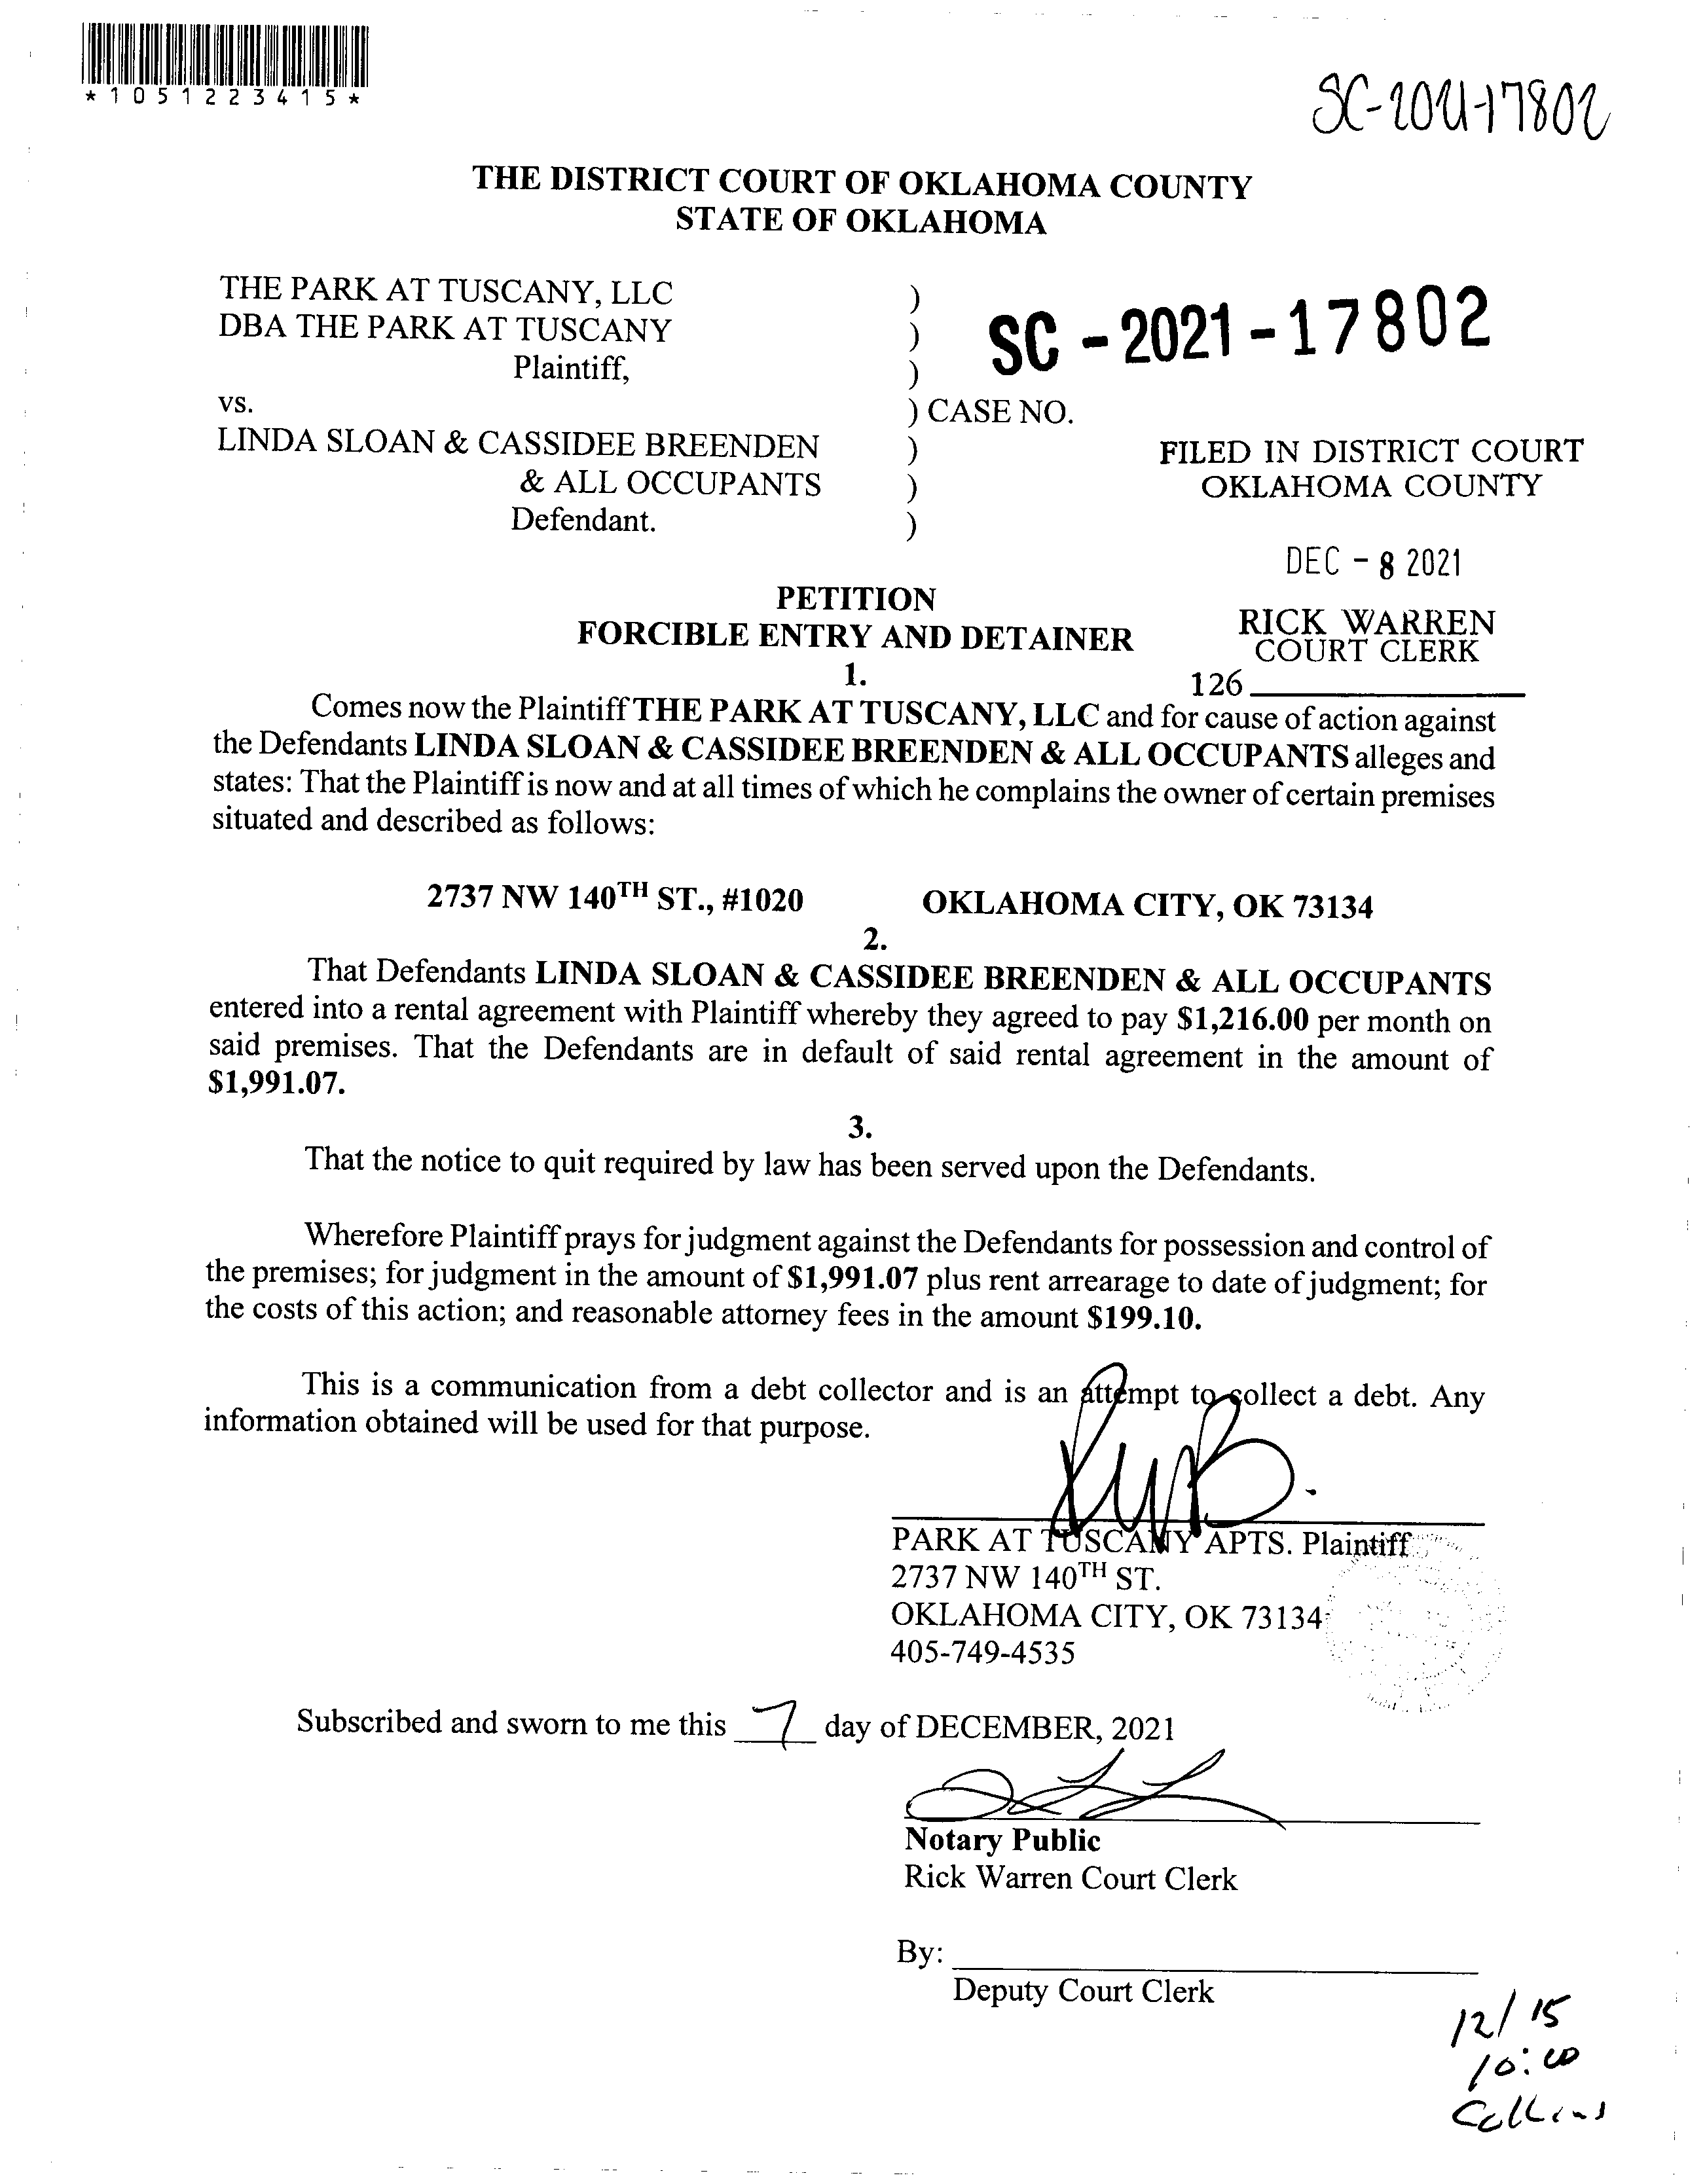 *1051223415*
SC-2021-17802
THE DISTRICT COURT OF OKLAHOMA COUNTY
STATE OF OKLAHOMA
THE PARK AT TUSCANY, LLC )
DBA THE PARK AT TUSCANY )
Plaintiff, )
SC - 2021 - 17802
vs. ) CASE NO.
LINDA SLOAN & CASSIDEE BREENDEN )
& ALL OCCUPANTS )
Defendant. )
FILED IN DISTRICT COURT
OKLAHOMA COUNTY
DEC - 8 2021
RICK WARREN
COURT CLERK
126
PETITION
FORCIBLE ENTRY AND DETAINER
1.
Comes now the Plaintiff THE PARK AT TUSCANY, LLC and for cause of action against
the Defendants LINDA SLOAN & CASSIDEE BREENDEN & ALL OCCUPANTS alleges and
states: That the Plaintiff is now and at all times of which he complains the owner of certain premises
situated and described as follows:
2737 NW 140TH ST., #1020 OKLAHOMA CITY, OK 73134
2.
That Defendants LINDA SLOAN & CASSIDEE BREENDEN & ALL OCCUPANTS
entered into a rental agreement with Plaintiff whereby they agreed to pay $1,216.00 per month on
said premises. That the Defendants are in default of said rental agreement in the amount of
$1,991.07.
3.
That the notice to quit required by law has been served upon the Defendants.
Wherefore Plaintiff prays for judgment against the Defendants for possession and control of
the premises; for judgment in the amount of $1,991.07 plus rent arrearage to date of judgment; for
the costs of this action; and reasonable attorney fees in the amount $199.10.
This is a communication from a debt collector and is an attempt to collect a debt. Any
information obtained will be used for that purpose.
PARK AT TUSCANY APTS. Plaintiff
2737 NW 140TH ST.
OKLAHOMA CITY, OK 73134
405-749-4535
Subscribed and sworn to me this 7 day of DECEMBER, 2021
Notary Public
Rick Warren Court Clerk
By:
Deputy Court Clerk
12/15
10:00
Collins